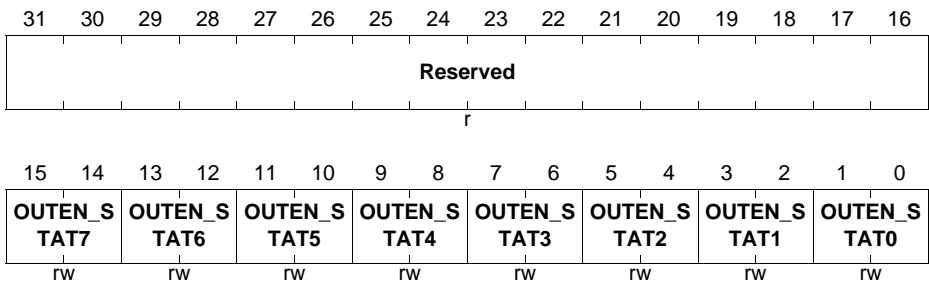 31 30 29 28 27 26 25 24 23 22 21 20 19 18 17 16
Reserved
r
15 14 13 12 11 10 9 8 7 6 5 4 3 2 1 0
OUTEN_S OUTEN_S OUTEN_S OUTEN_S OUTEN_S OUTEN_S OUTEN_S OUTEN_S
TAT7 TAT6 TAT5 TAT4 TAT3 TAT2 TAT1 TAT0
rw rw rw rw rw rw rw rw